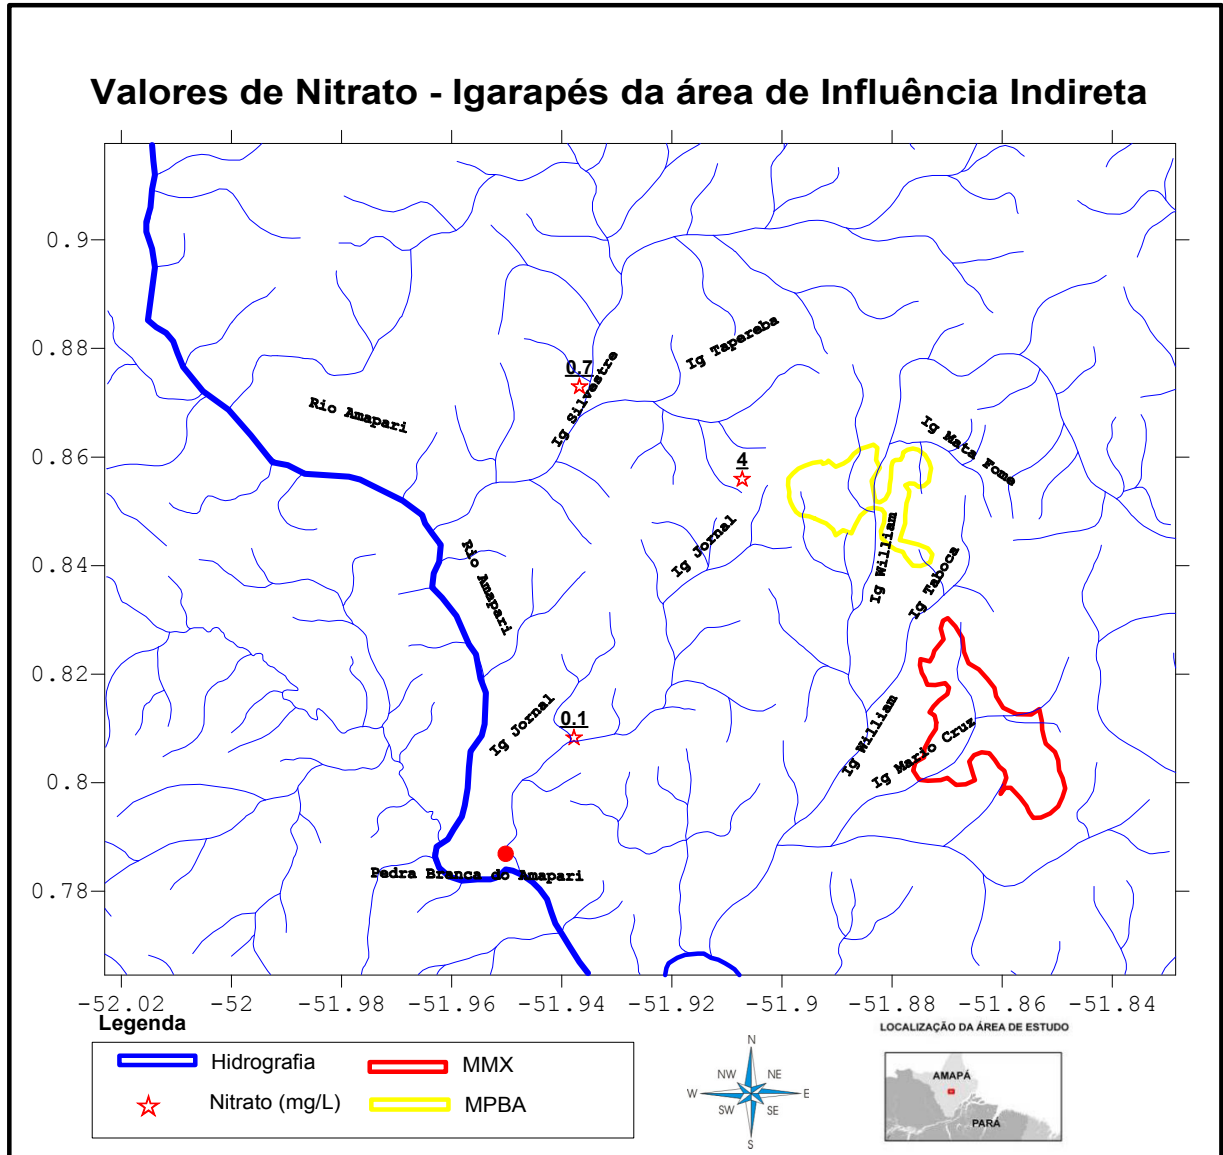 Valores de Nitrato - Igarapés da área de Influência Indireta
0.9
0.88
0.86
0.84
0.82
0.8
0.78
Ig Tapereba
0.7
Ig Silvestre
Rio Amapari
4
Ig Mata Fome
Ig Jornal
Ig William
Ig Taboca
Rio Amapari
Ig Jornal
0.1
Ig William
Ig Mario Cruz
Pedra Branca do Amapari
-52.02 -52 -51.98 -51.96 -51.94 -51.92 -51.9 -51.88 -51.86 -51.84
Legenda
Hidrografia
MMX
Nitrato (mg/L)
MPBA
N
NW NE
W E
SW SE
S
LOCALIZAÇÃO DA ÁREA DE ESTUDO
AMAPÁ
PARÁ